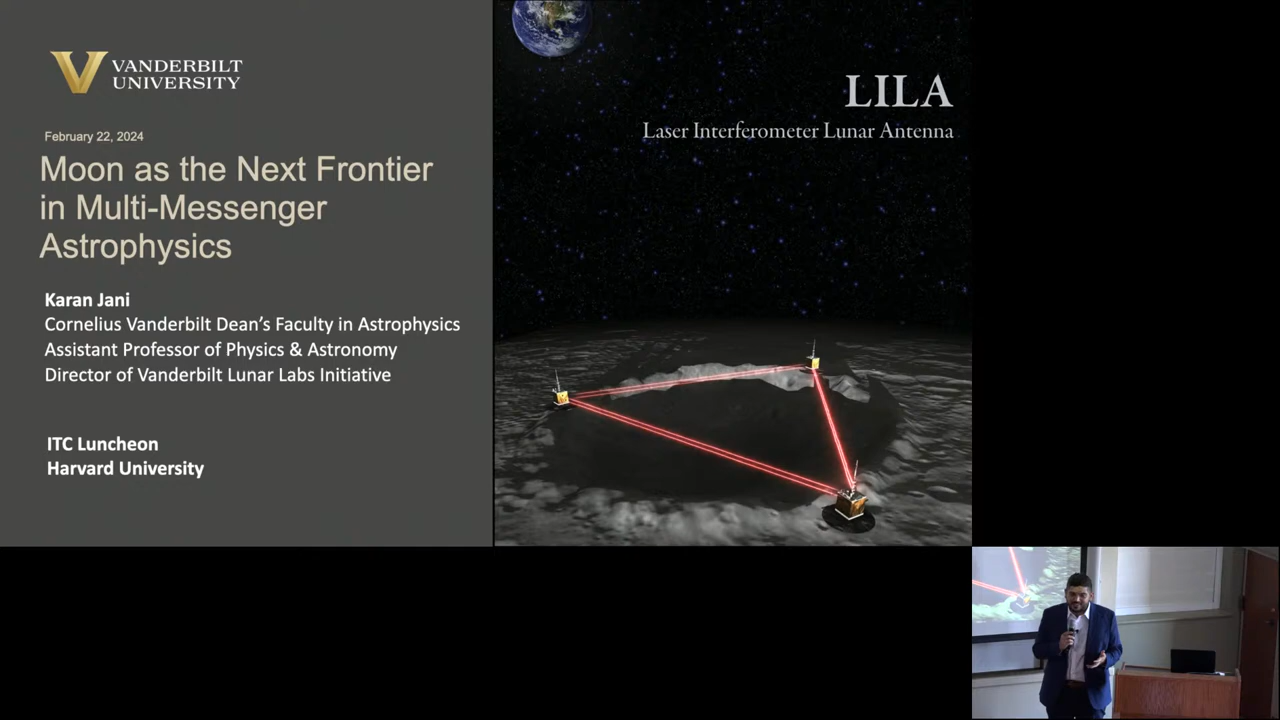 VANDERBILT
UNIVERSITY
February 22, 2024
Moon as the Next Frontier
in Multi-Messenger
Astrophysics
Karan Jani
Cornelius Vanderbilt Dean's Faculty in Astrophysics
Assistant Professor of Physics & Astronomy
Director of Vanderbilt Lunar Labs Initiative
ITC Luncheon
Harvard University
LILA
Laser Interferometer Lunar Antenna